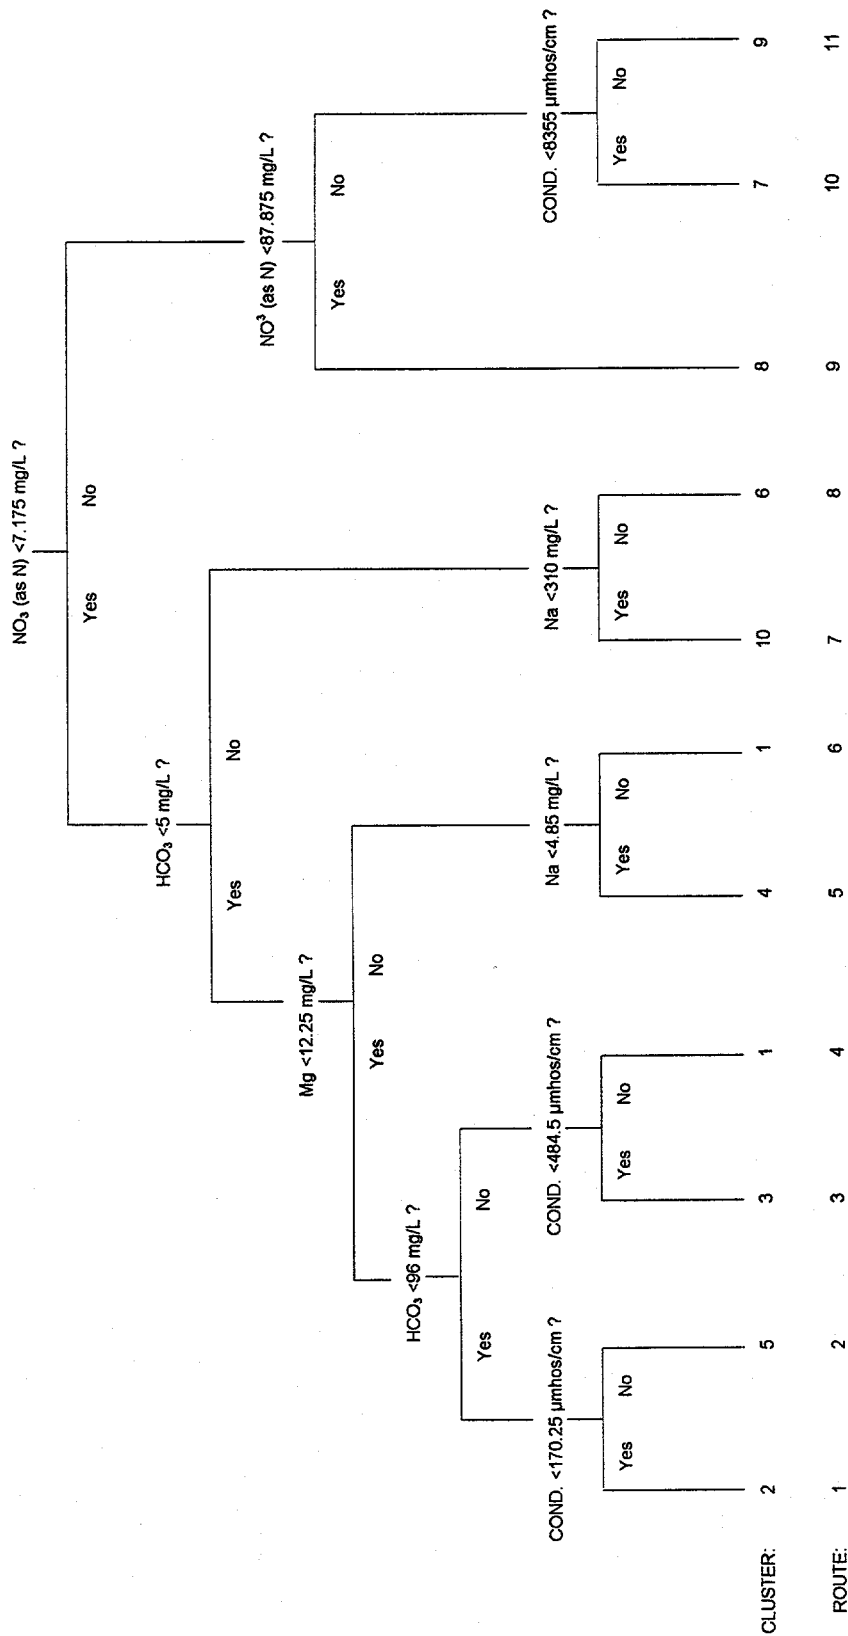 NO₃ (as N) <7.175 mg/L ?
Yes No
HCO₃ <5 mg/L ?
Yes No
NO³ (as N) <87.875 mg/L ?
Yes No
Mg <12.25 mg/L ?
Yes No
HCO₃ <96 mg/L ?
Yes No
COND. <170.25 µmhos/cm ?
Yes No
COND. <484.5 µmhos/cm ?
Yes No
Na <4.85 mg/L ?
Yes No
Na <310 mg/L ?
Yes No
COND. <8355 µmhos/cm ?
Yes No
CLUSTER: 2 5 3 1 4 1 10 6 8 7 9
ROUTE: 1 2 3 4 5 6 7 8 9 10 11